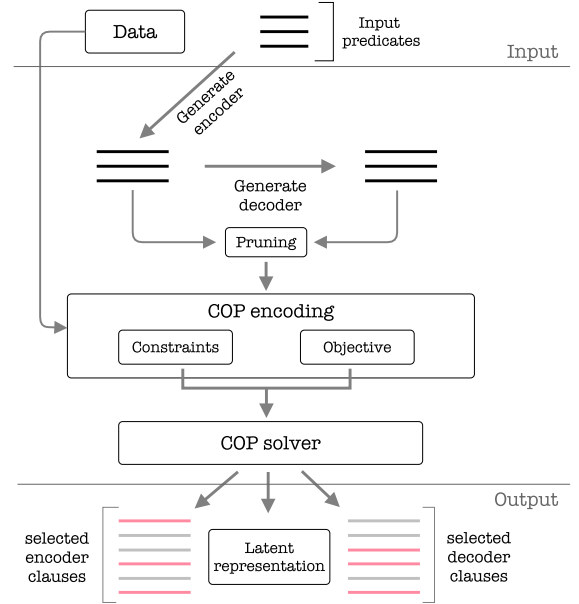 Data
Input
predicates
Input
Generate
encoder
Generate
decoder
Pruning
COP encoding
Constraints
Objective
COP solver
Output
selected
encoder
clauses
Latent
representation
selected
decoder
clauses